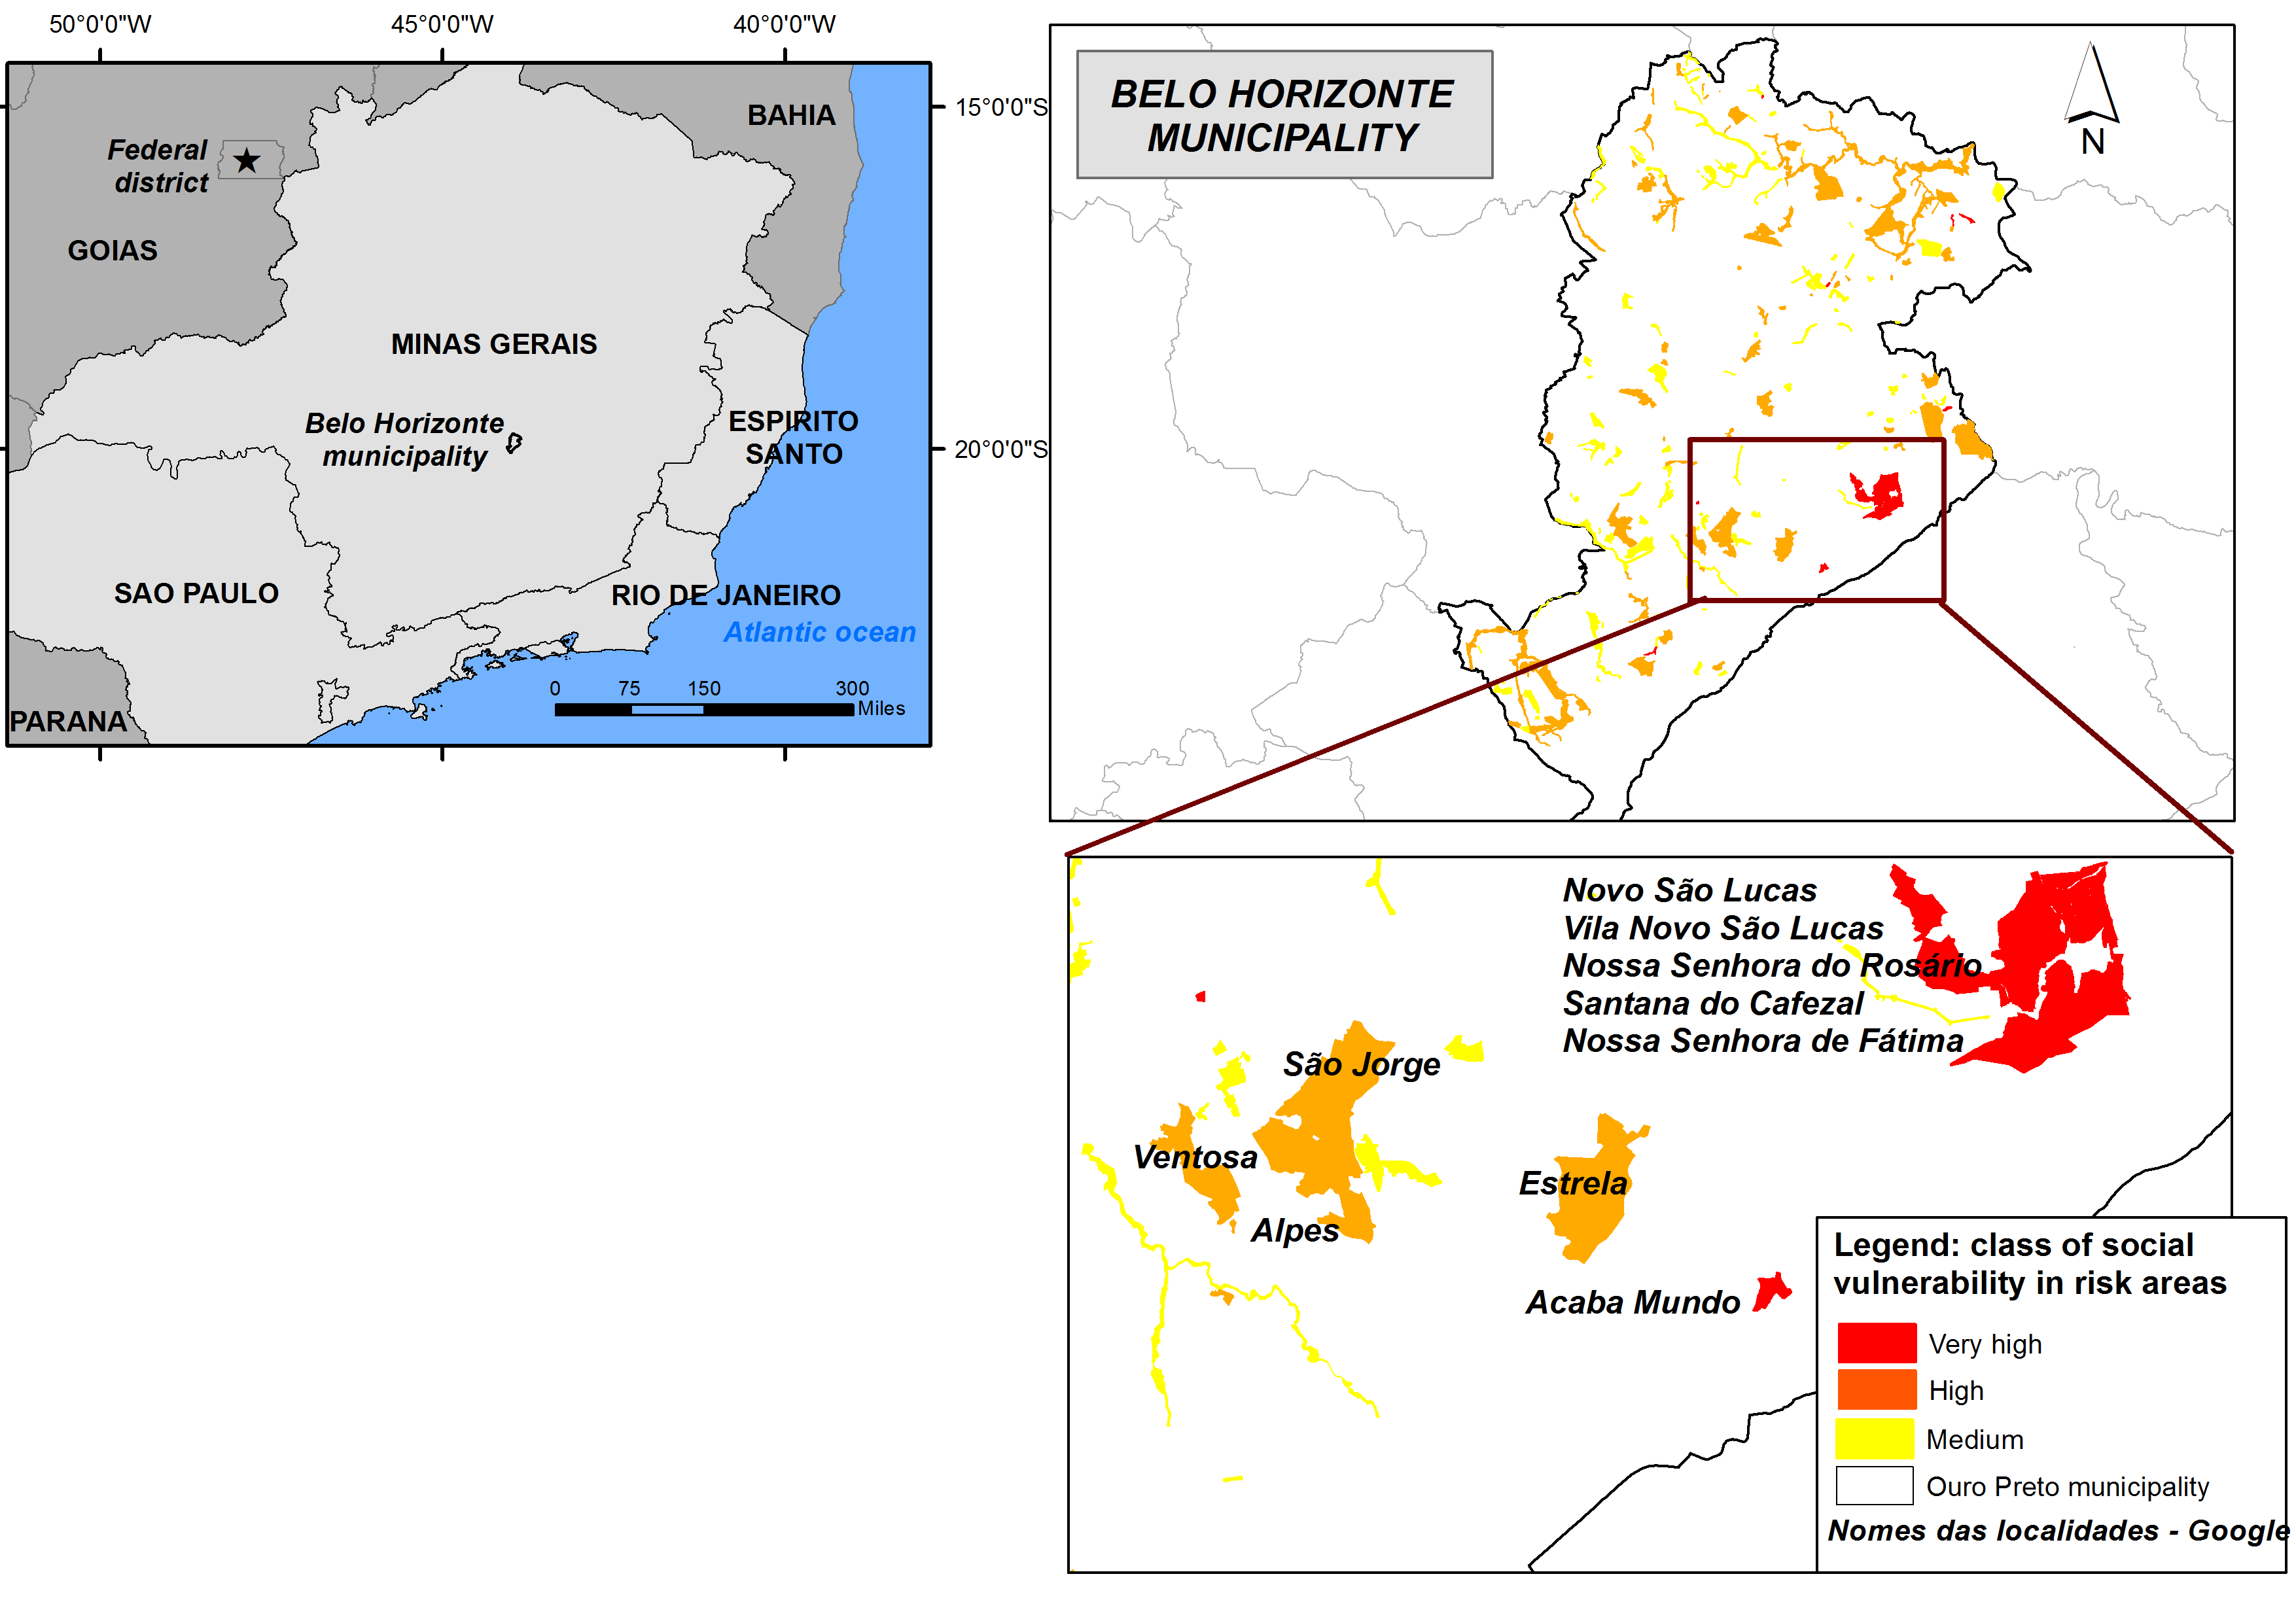 50°0'0"W
45°0'0"W
40°0'0"W
15°0'0"S
20°0'0"S
BAHIA
Federal
district
GOIAS
MINAS GERAIS
Belo Horizonte
municipality
ESPIRITO
SANTO
SAO PAULO
RIO DE JANEIRO
Atlantic ocean
PARANA
0 75 150 300
Miles
BELO HORIZONTE
MUNICIPALITY
N
Novo São Lucas
Vila Novo São Lucas
Nossa Senhora do Rosário
Santana do Cafezal
Nossa Senhora de Fátima
São Jorge
Ventosa
Estrela
Alpes
Acaba Mundo
Legend: class of social
vulnerability in risk areas
Very high
High
Medium
Ouro Preto municipality
Nomes das localidades - Google